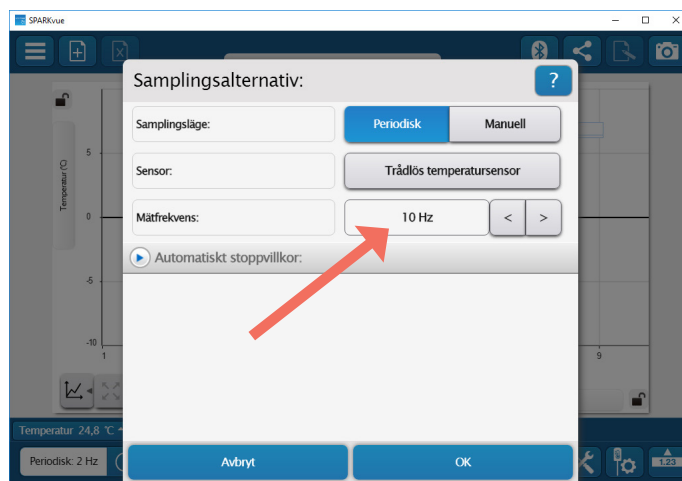 SPARKvue
Samplingsalternativ:
?
Samplingsläge:
Periodisk
Manuell
Sensor:
Trådlös temperatursensor
Mätfrekvens:
10 Hz
<
>
Automatiskt stoppvillkor:
Temperatur (°C)
5
0
-5
-10
1
9
Temperatur 24,8 °C
Periodisk: 2 Hz
Avbryt
OK
1.23